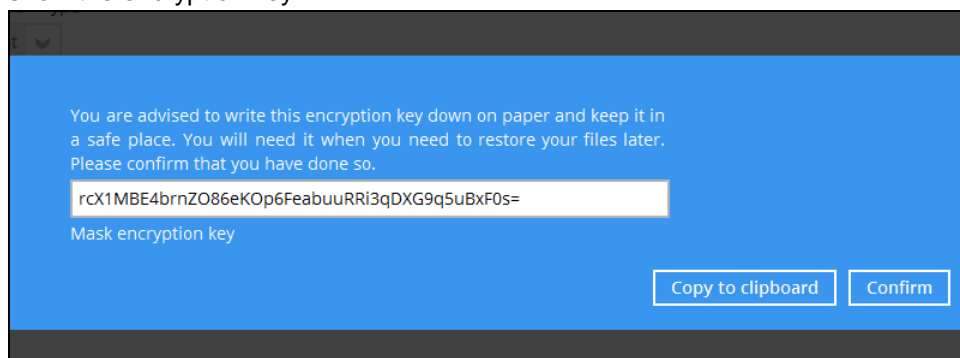 You are advised to write this encryption key down on paper and keep it in
a safe place. You will need it when you need to restore your files later.
Please confirm that you have done so.
rcX1MBE4brnZO86eKOp6FeabuuRRi3qDXG9q5uBxF0s=
Mask encryption key
Copy to clipboard Confirm